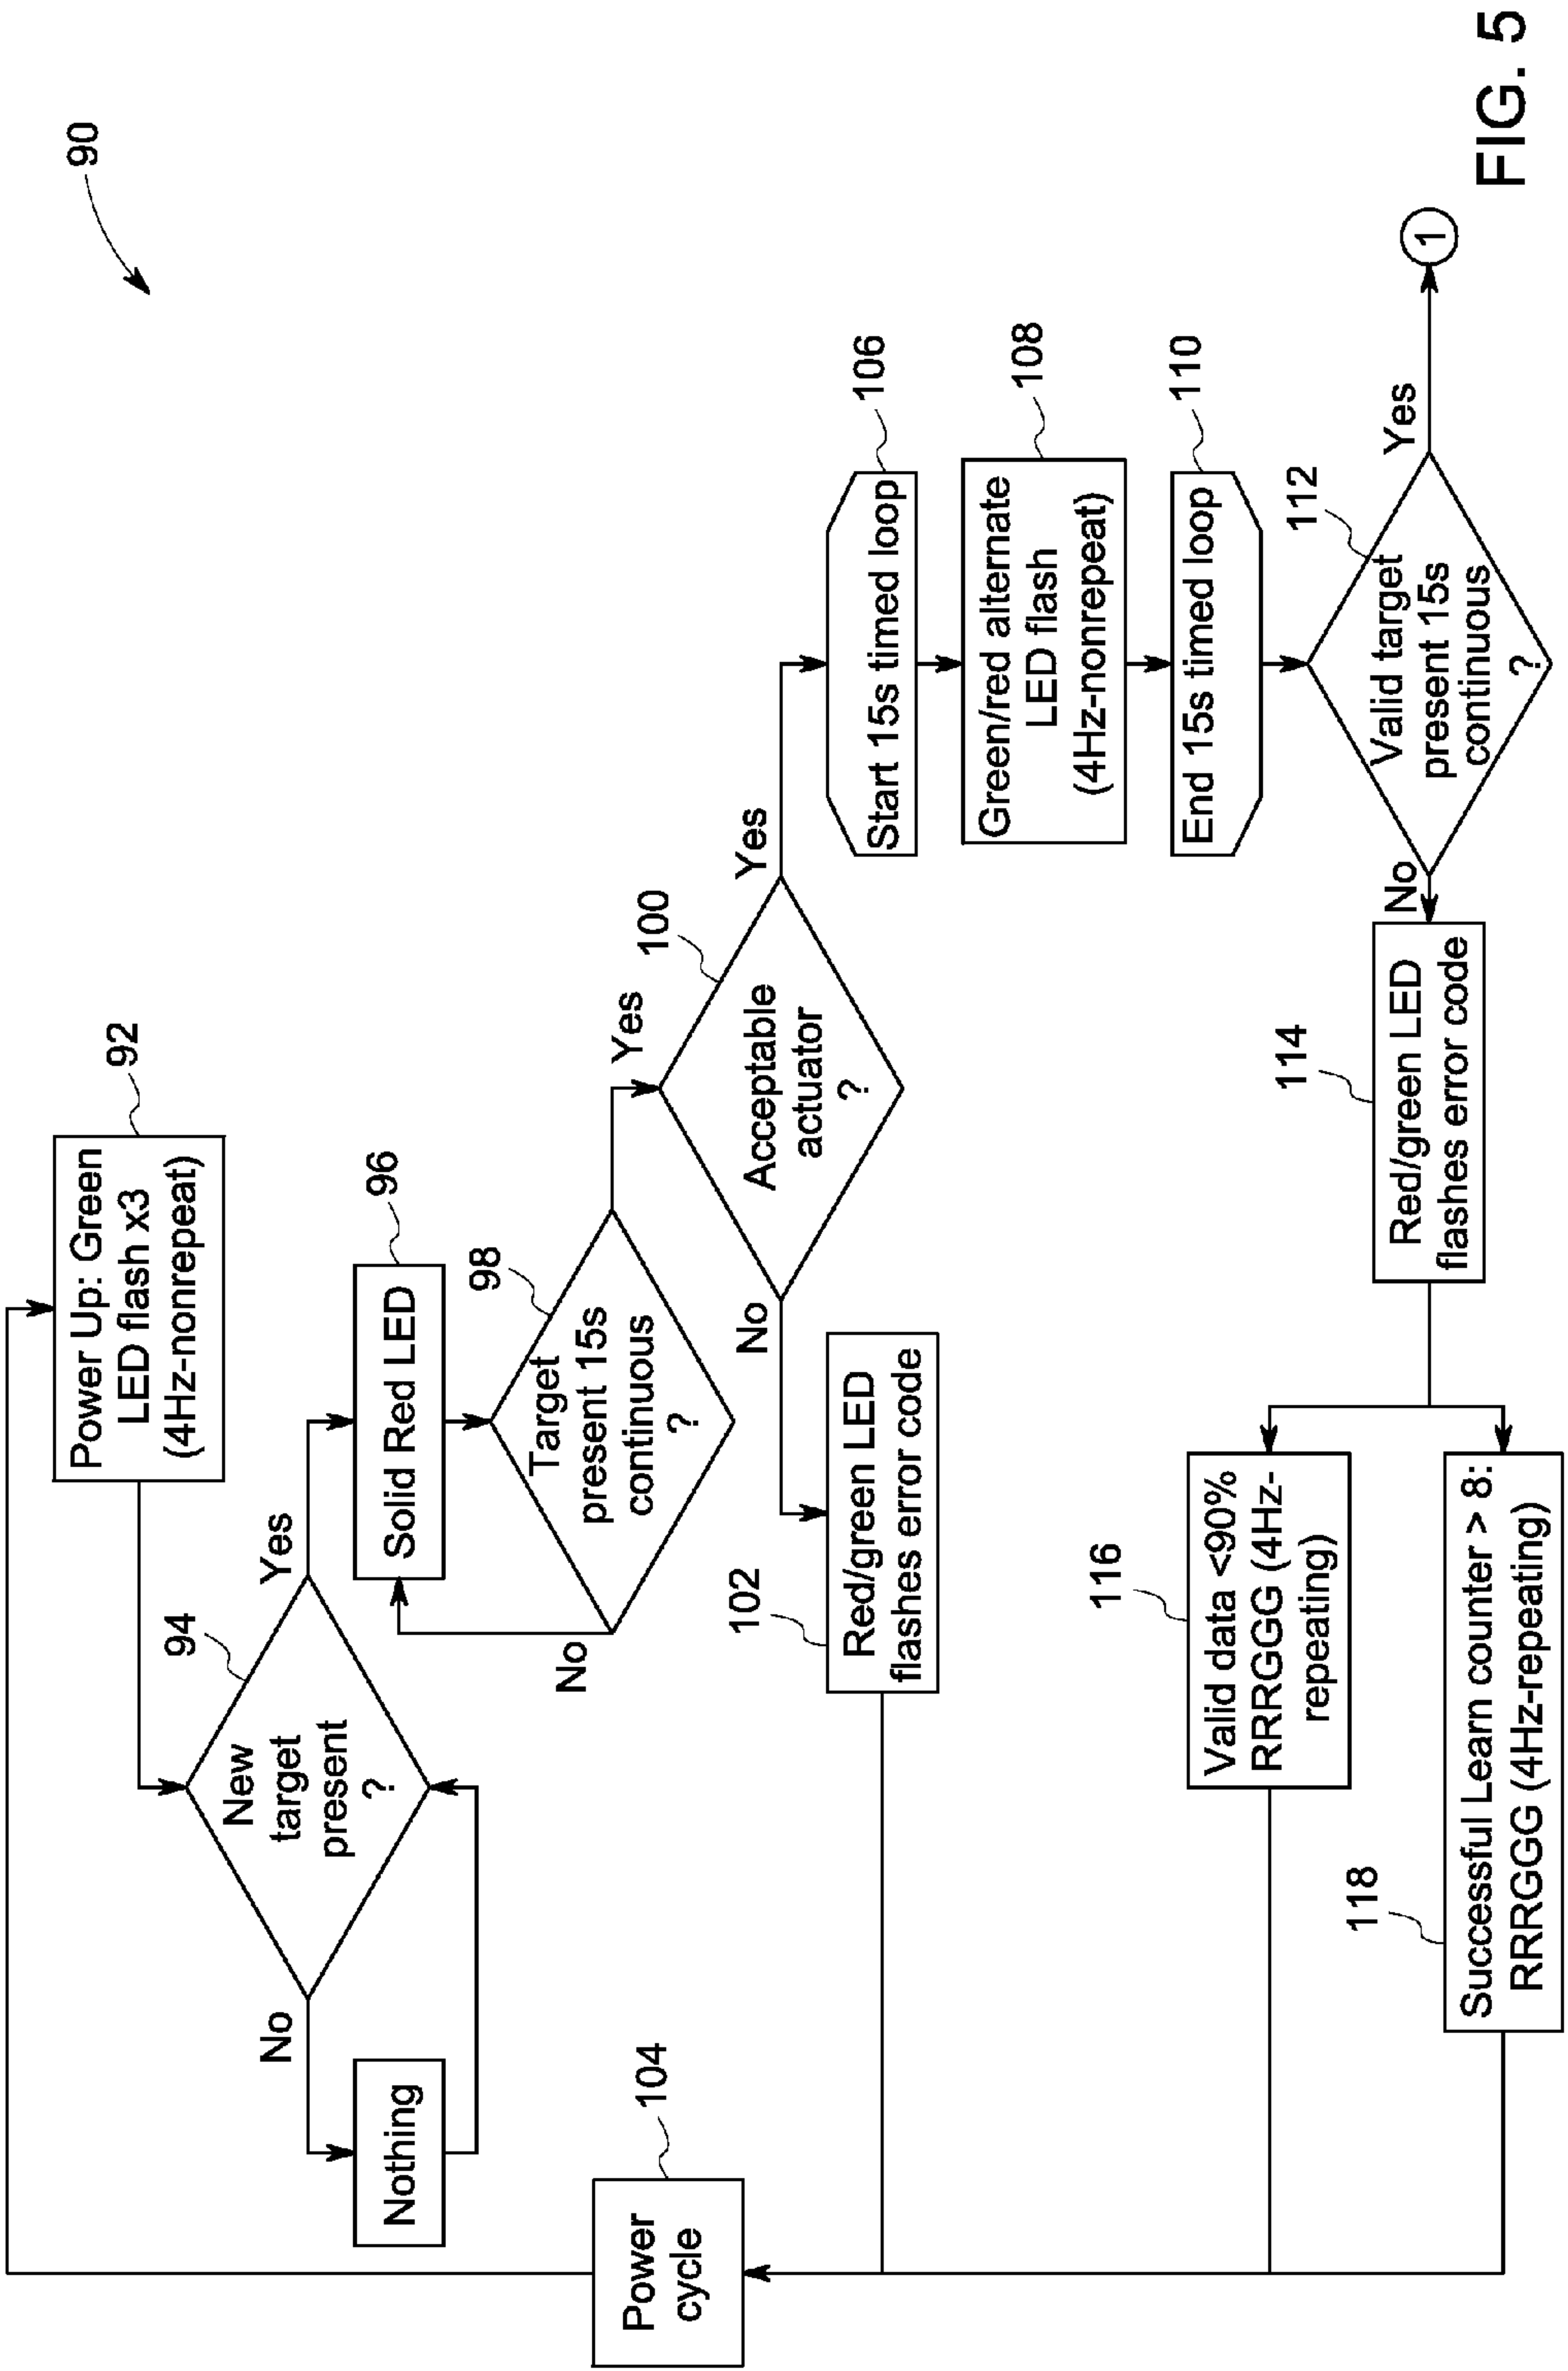 90
Power Up: Green
LED flash x3
(4Hz-nonrepeat)
92
New
target
present
?
94
Yes
No
Nothing
Solid Red LED
96
Target
present 15s
continuous
?
98
Yes
No
Acceptable
actuator
?
100
Yes
No
Red/green LED
flashes error code
102
Power
cycle
104
Start 15s timed loop
106
Green/red alternate
LED flash
(4Hz-nonrepeat)
108
End 15s timed loop
110
Valid target
present 15s
continuous
?
112
Yes
1
No
Red/green LED
flashes error code
114
Valid data <90%
RRRGGG (4Hz-
repeating)
116
Successful Learn counter > 8:
RRRGGG (4Hz-repeating)
118
FIG. 5